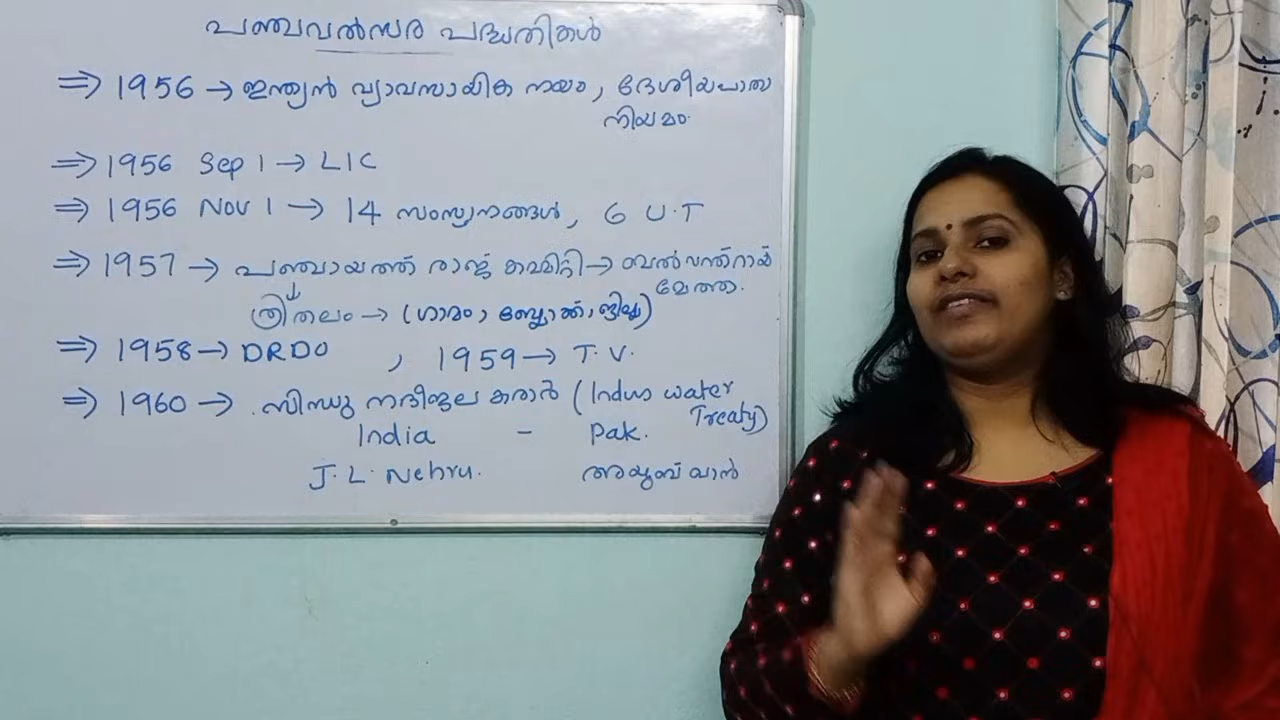 പഞ്ചവൽസര പദ്ധതികൾ
⇒ 1956 → ഇന്ത്യൻ വ്യാവസായിക നയം, ദേശീയപാത
നിയമം.
⇒ 1956 Sep 1 → LIC
⇒ 1956 Nov 1 → 14 സംസ്ഥാനങ്ങൾ, 6 U.T
⇒ 1957 → പഞ്ചായത്ത് രാജ് കമ്മിറ്റി → ബൽവന്ത്റായ്
മേത്ത.
↓
ത്രിതലം → (ഗ്രാമം, ബ്ലോക്ക്, ജില്ല)
⇒ 1958 → DRDO , 1959 → T.V.
⇒ 1960 → സിന്ധു നദീജല കരാർ (Indus water
Treaty)
India - Pak.
J.L. Nehru. അയൂബ് ഖാൻ